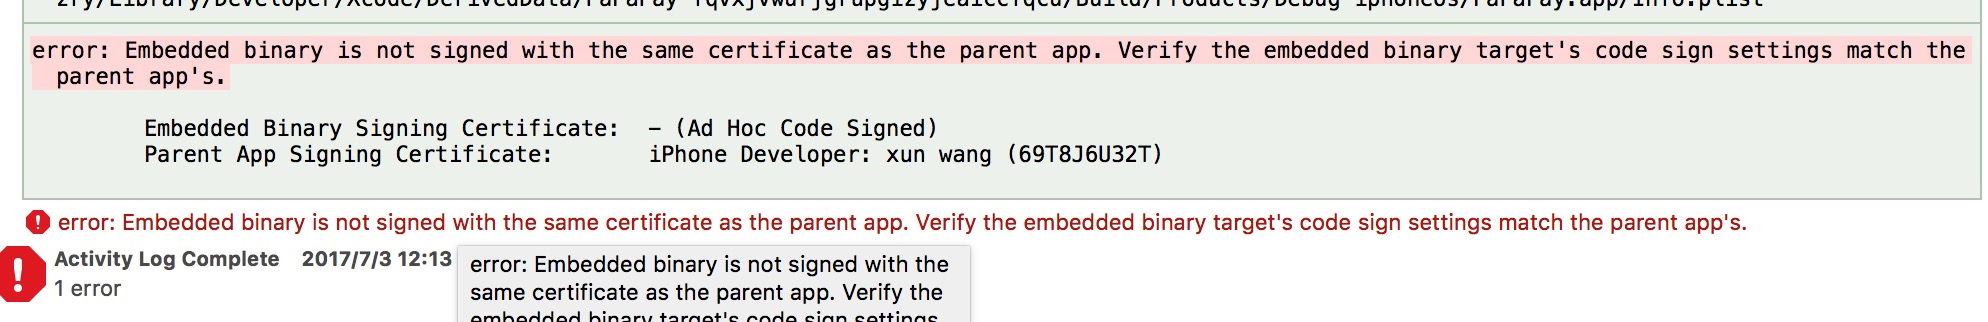 error: Embedded binary is not signed with the same certificate as the parent app. Verify the embedded binary target's code sign settings match the
parent app's.
Embedded Binary Signing Certificate: - (Ad Hoc Code Signed)
Parent App Signing Certificate: iPhone Developer: xun wang (69T8J6U32T)
error: Embedded binary is not signed with the same certificate as the parent app. Verify the embedded binary target's code sign settings match the parent app's.
Activity Log Complete 2017/7/3 12:13
1 error
error: Embedded binary is not signed with the
same certificate as the parent app. Verify the
embedded binary target's code sign settings